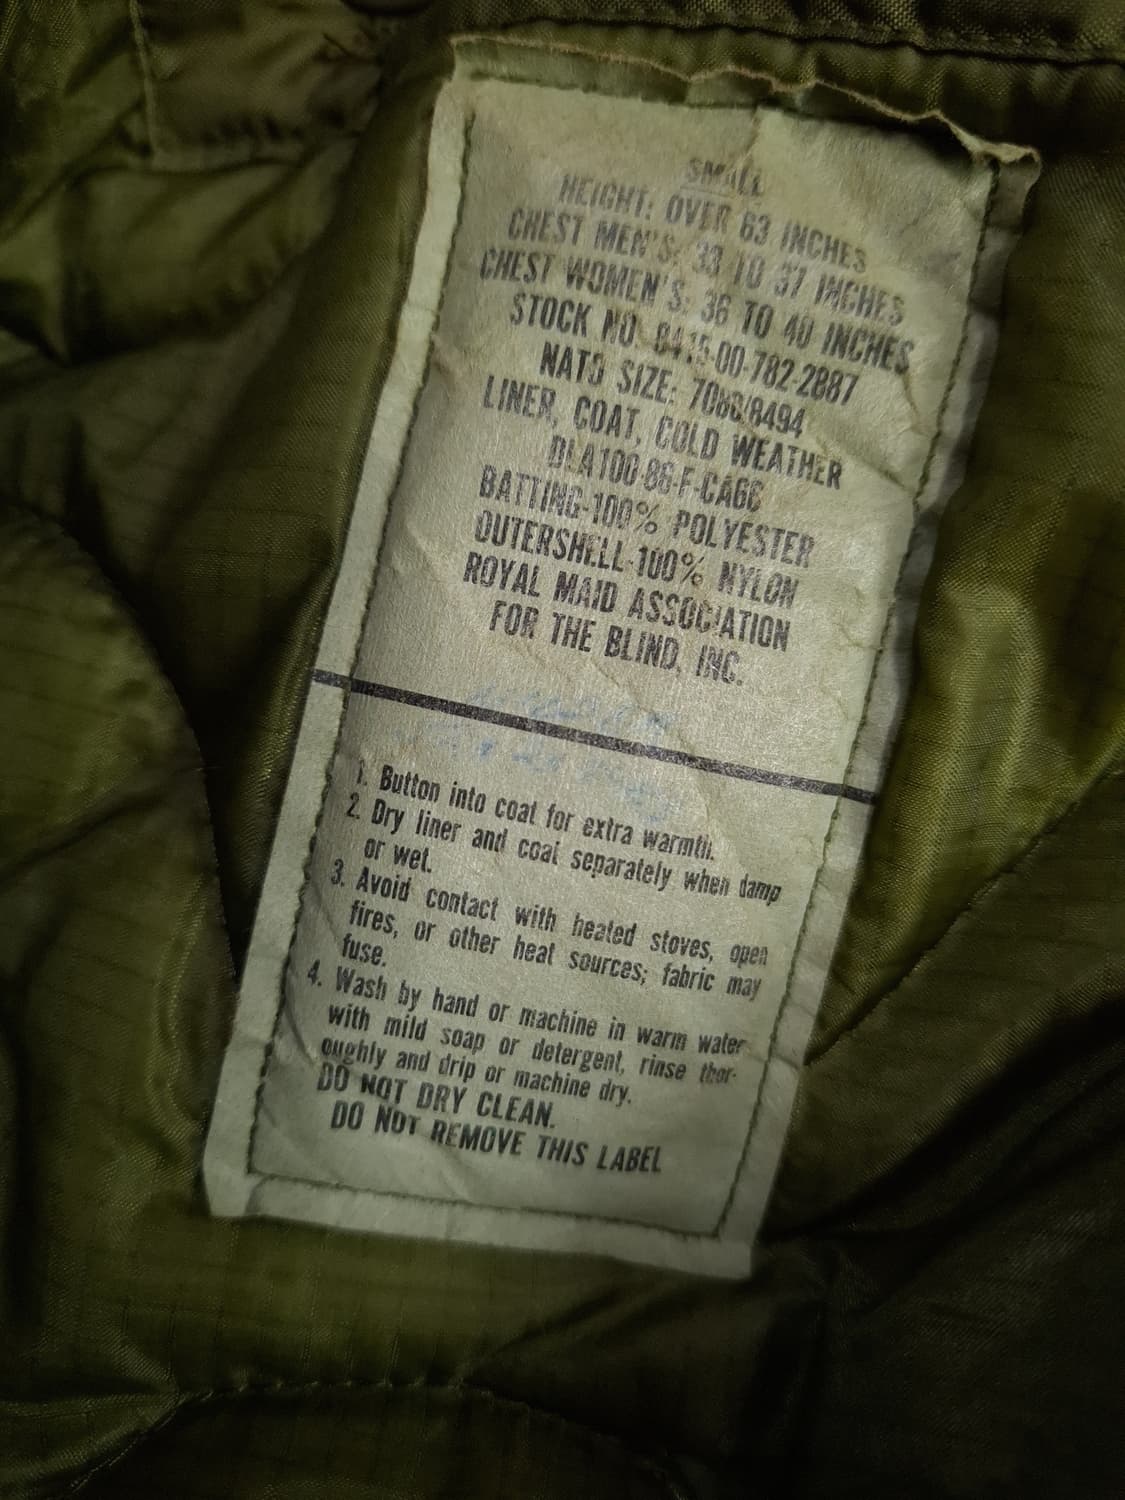 SMALL
HEIGHT: OVER 63 INCHES
CHEST MEN'S: 33 TO 37 INCHES
CHEST WOMEN'S: 36 TO 40 INCHES
STOCK NO. 8415-00-782-2887
NATO SIZE:
LINER, COAT, COLD WEATHER
BATTING-100% POLYESTER
OUTERSHELL-100% NYLON
ROYAL MAID ASSOCIATION
FOR THE BLIND, INC.
1. Button into coat for extra warmth.
2. Dry liner and coat separately when damp
or wet.
3. Avoid contact with heated stoves, open
fires, or other heat sources; fabric may
fuse.
4. Wash by hand or machine in warm water
with mild soap or detergent, rinse thor-
oughly and drip or machine dry.
DO NOT DRY CLEAN.
DO NOT REMOVE THIS LABEL